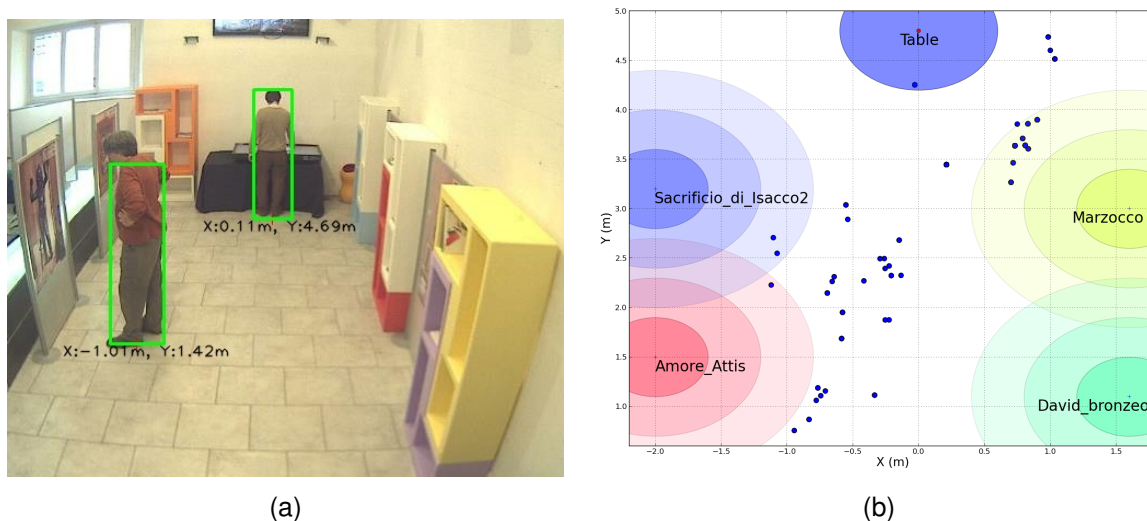 X:0.11m, Y:4.69m
X:-1.01m, Y:1.42m
(a)
5.0
4.5
4.0
3.5
3.0
2.5
2.0
1.5
1.0
Y (m)
Table
Sacrificio_di_Isacco2
Marzocco
Amore_Attis
David_bronzeo
-2.0 -1.5 -1.0 -0.5 0.0 0.5 1.0 1.5
X (m)
(b)